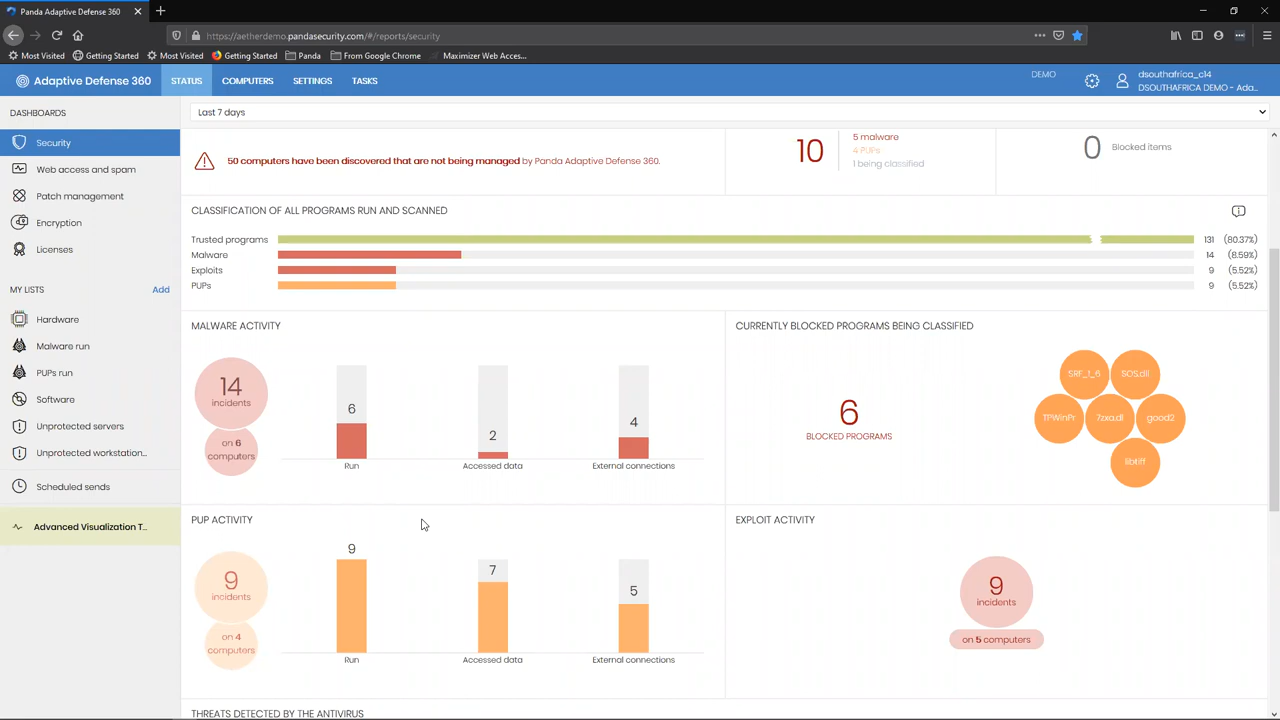 Panda Adaptive Defense 360
https://aetherdemo.pandasecurity.com/#/reports/security
Most Visited
Getting Started
Most Visited
Getting Started
Panda
From Google Chrome
Maximizer Web Acces...
Adaptive Defense 360
STATUS
COMPUTERS
SETTINGS
TASKS
DEMO
dsouthafrica_c14
DSOUTHAFRICA DEMO - Ada...
DASHBOARDS
Security
Web access and spam
Patch management
Encryption
Licenses
MY LISTS
Add
Hardware
Malware run
PUPs run
Software
Unprotected servers
Unprotected workstation...
Scheduled sends
Advanced Visualization T...
Last 7 days
50 computers have been discovered that are not being managed by Panda Adaptive Defense 360.
10
5 malware
4 PUPs
1 being classified
0
Blocked items
CLASSIFICATION OF ALL PROGRAMS RUN AND SCANNED
Trusted programs 131 (80.37%)
Malware 14 (8.59%)
Exploits 9 (5.52%)
PUPs 9 (5.52%)
MALWARE ACTIVITY
14
incidents
on 6
computers
6
Run
2
Accessed data
4
External connections
CURRENTLY BLOCKED PROGRAMS BEING CLASSIFIED
6
BLOCKED PROGRAMS
SRF_1_6
SOS.dll
TPWinPr
7zxa.dl
good2
libtiff
PUP ACTIVITY
9
incidents
on 4
computers
9
Run
7
Accessed data
5
External connections
EXPLOIT ACTIVITY
9
incidents
on 5 computers
THREATS DETECTED BY THE ANTIVIRUS